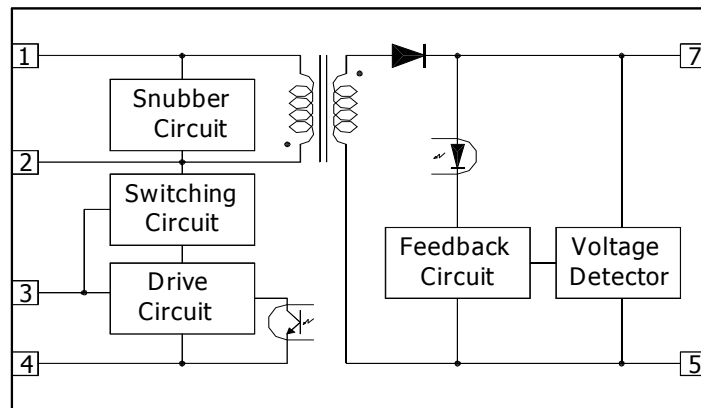 1
7
Snubber
Circuit
2
Switching
Circuit
Feedback
Circuit
Voltage
Detector
3
Drive
Circuit
4
5